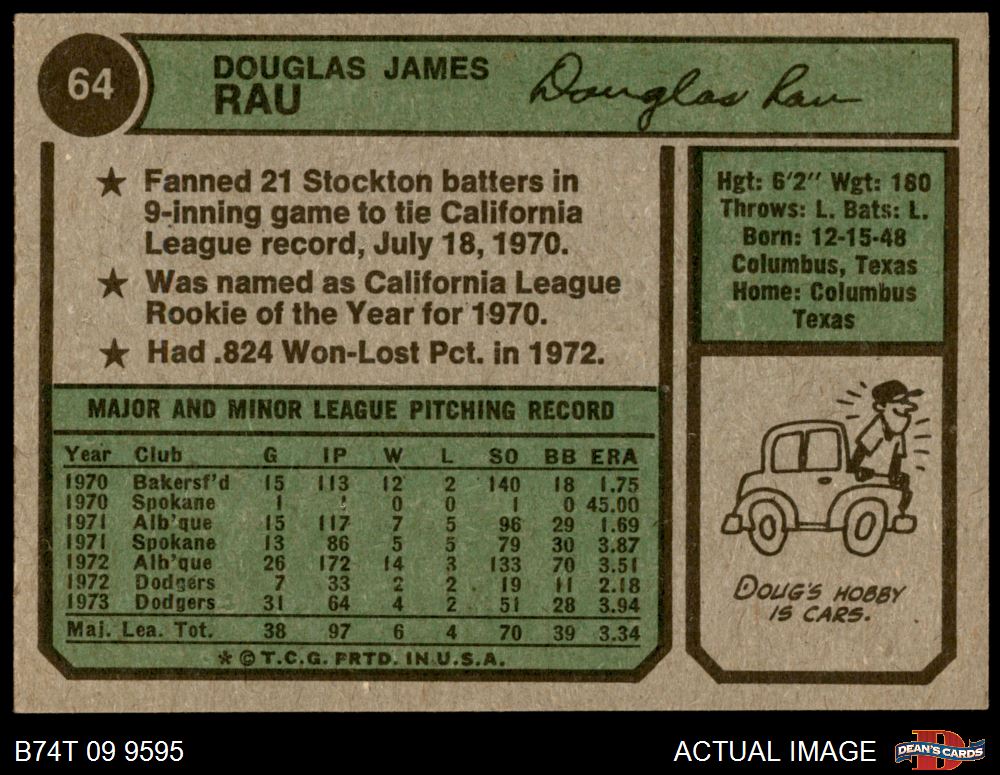 64
DOUGLAS JAMES
RAU
Douglas Rau
★ Fanned 21 Stockton batters in
9-inning game to tie California
League record, July 18, 1970.
★ Was named as California League
Rookie of the Year for 1970.
★ Had .824 Won-Lost Pct. in 1972.
Hgt: 6'2" Wgt: 180
Throws: L. Bats: L.
Born: 12-15-48
Columbus, Texas
Home: Columbus
Texas
MAJOR AND MINOR LEAGUE PITCHING RECORD
Year Club G IP W L SO BB ERA
1970 Bakersf'd 15 113 12 2 140 18 1.75
1970 Spokane 1 0 0 1 0 45.00
1971 Alb'que 15 117 7 5 96 29 1.69
1971 Spokane 13 86 5 5 79 30 3.87
1972 Alb'que 26 172 14 3 133 70 3.51
1972 Dodgers 7 33 2 2 19 11 2.18
1973 Dodgers 31 64 4 2 51 28 3.94
Maj. Lea. Tot. 38 97 6 4 70 39 3.34
* © T.C.G. PRTD. IN U.S.A.
DOUG'S HOBBY
IS CARS.
B74T 09 9595
ACTUAL IMAGE
DEAN'S CARDS